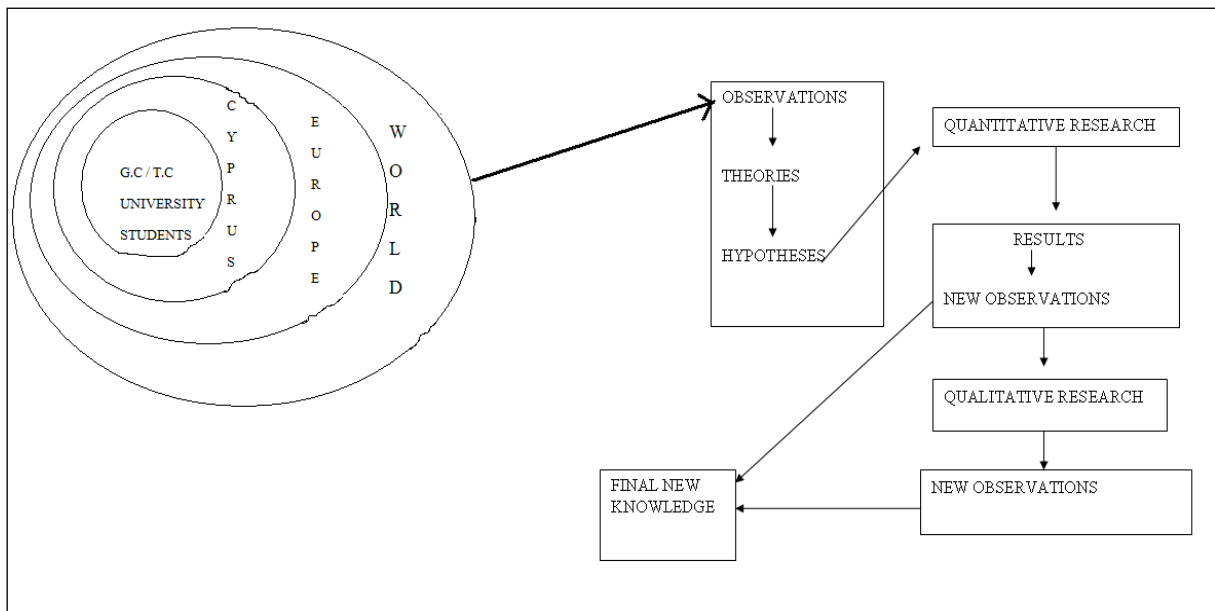 G.C / T.C
UNIVERSITY
STUDENTS
CYPRUS
EUROPE
WORLD
OBSERVATIONS
THEORIES
HYPOTHESES
QUANTITATIVE RESEARCH
RESULTS
NEW OBSERVATIONS
QUALITATIVE RESEARCH
NEW OBSERVATIONS
FINAL NEW
KNOWLEDGE